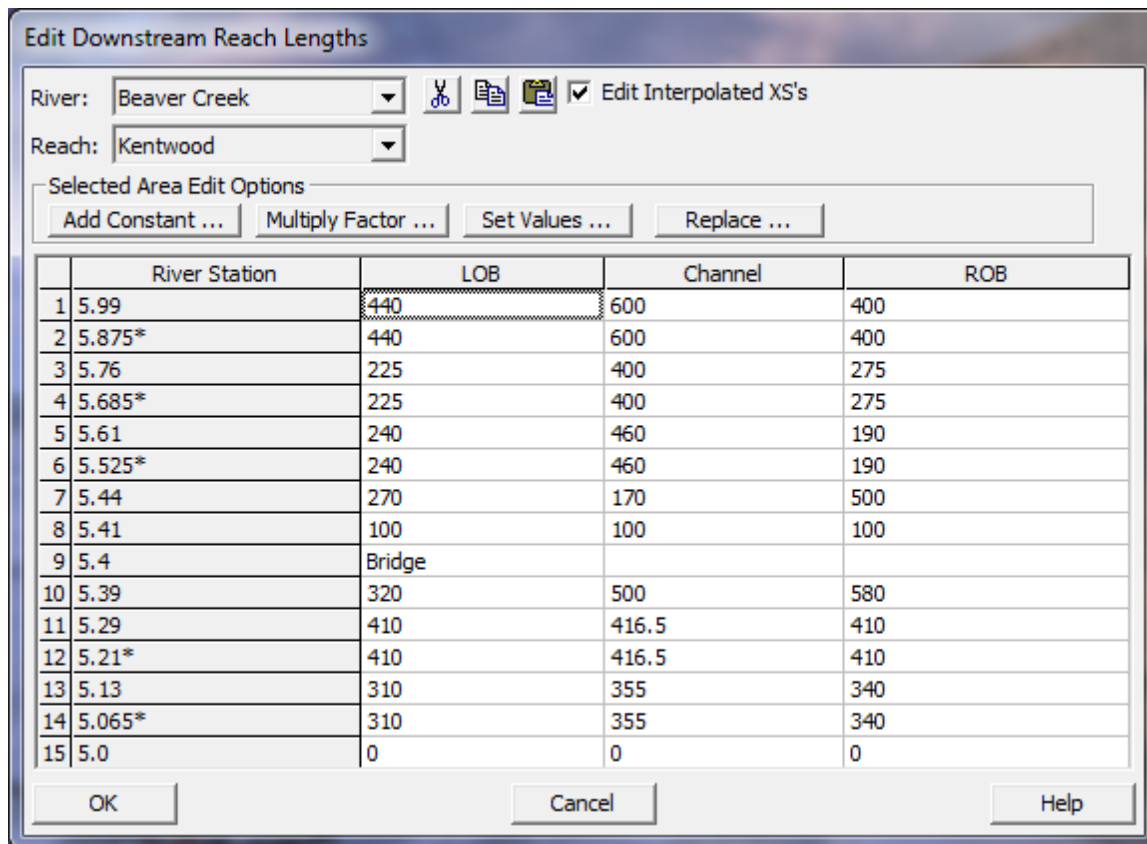 Edit Downstream Reach Lengths
River: Beaver Creek Edit Interpolated XS's
Reach: Kentwood
Selected Area Edit Options
Add Constant ... Multiply Factor ... Set Values ... Replace ...
River Station LOB Channel ROB
1 5.99 440 600 400
2 5.875* 440 600 400
3 5.76 225 400 275
4 5.685* 225 400 275
5 5.61 240 460 190
6 5.525* 240 460 190
7 5.44 270 170 500
8 5.41 100 100 100
9 5.4 Bridge
10 5.39 320 500 580
11 5.29 410 416.5 410
12 5.21* 410 416.5 410
13 5.13 310 355 340
14 5.065* 310 355 340
15 5.0 0 0 0
OK Cancel Help